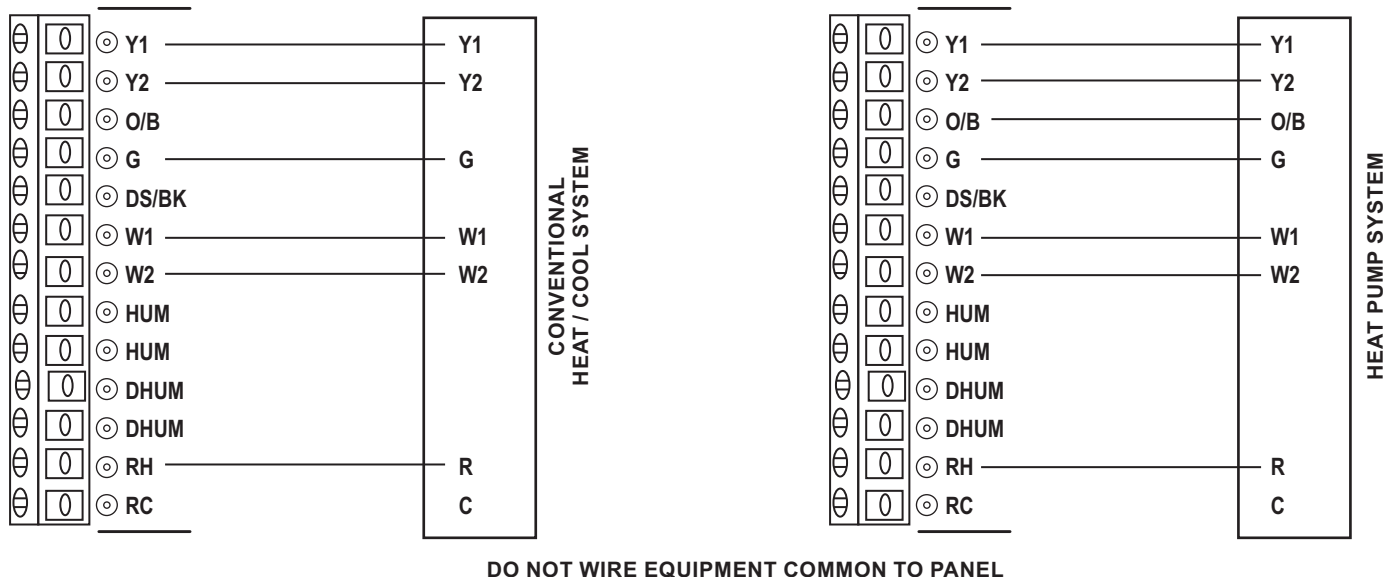 Y1
Y2
O/B
G
DS/BK
W1
W2
HUM
HUM
DHUM
DHUM
RH
RC
Y1
Y2
G
W1
W2
R
C
CONVENTIONAL
HEAT / COOL SYSTEM
Y1
Y2
O/B
G
DS/BK
W1
W2
HUM
HUM
DHUM
DHUM
RH
RC
Y1
Y2
O/B
G
W1
W2
R
C
HEAT PUMP SYSTEM
DO NOT WIRE EQUIPMENT COMMON TO PANEL